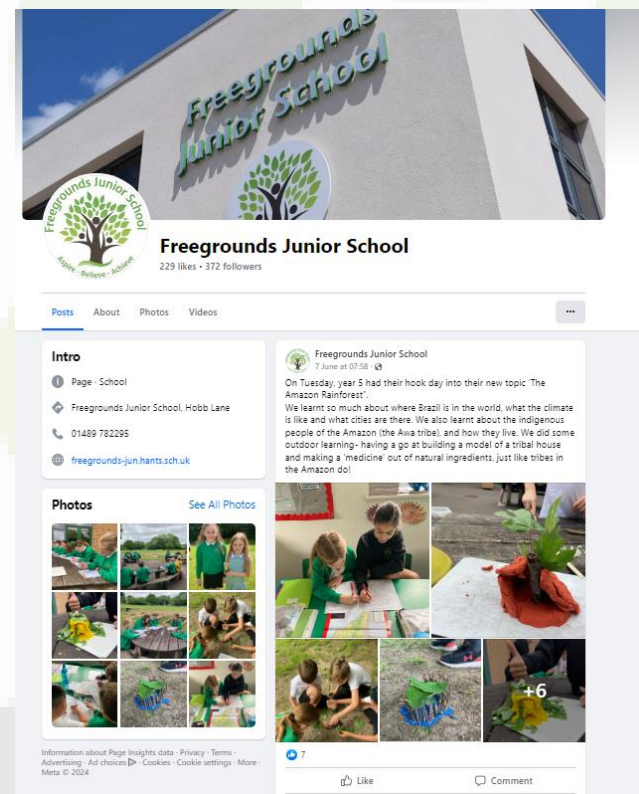 Freegrounds
Junior School
Freegrounds Junior School
Aspire · Believe · Achieve
Freegrounds Junior School
229 likes • 372 followers
Posts
About
Photos
Videos
Intro
Page · School
Freegrounds Junior School, Hobb Lane
01489 782295
freegrounds-jun.hants.sch.uk
Photos
See All Photos
Information about Page Insights data · Privacy · Terms ·
Advertising · Ad choices · Cookies · Cookie settings · More ·
Meta © 2024
Freegrounds Junior School
7 June at 07:58 ·
On Tuesday, year 5 had their hook day into their new topic 'The
Amazon Rainforest'.
We learnt so much about where Brazil is in the world, what the climate
is like and what cities are there. We also learnt about the indigenous
people of the Amazon (the Awa tribe), and how they live. We did some
outdoor learning- having a go at building a model of a tribal house
and making a 'medicine' out of natural ingredients, just like tribes in
the Amazon do!
+6
7
Like
Comment